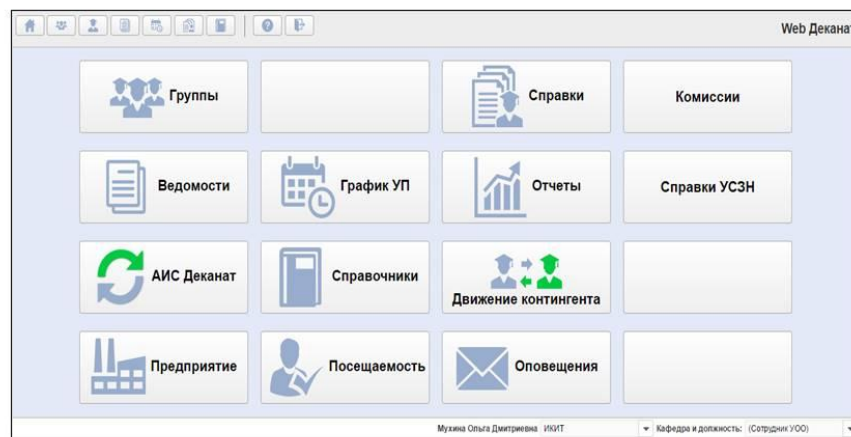 Web Деканат
Группы
Справки
Комиссии
Ведомости
График УП
Отчеты
Справки УСЗН
АИС Деканат
Справочники
Движение контингента
Предприятие
Посещаемость
Оповещения
Мухина Ольга Дмитриевна ИКИТ Кафедра и должность: (Сотрудник УОО)